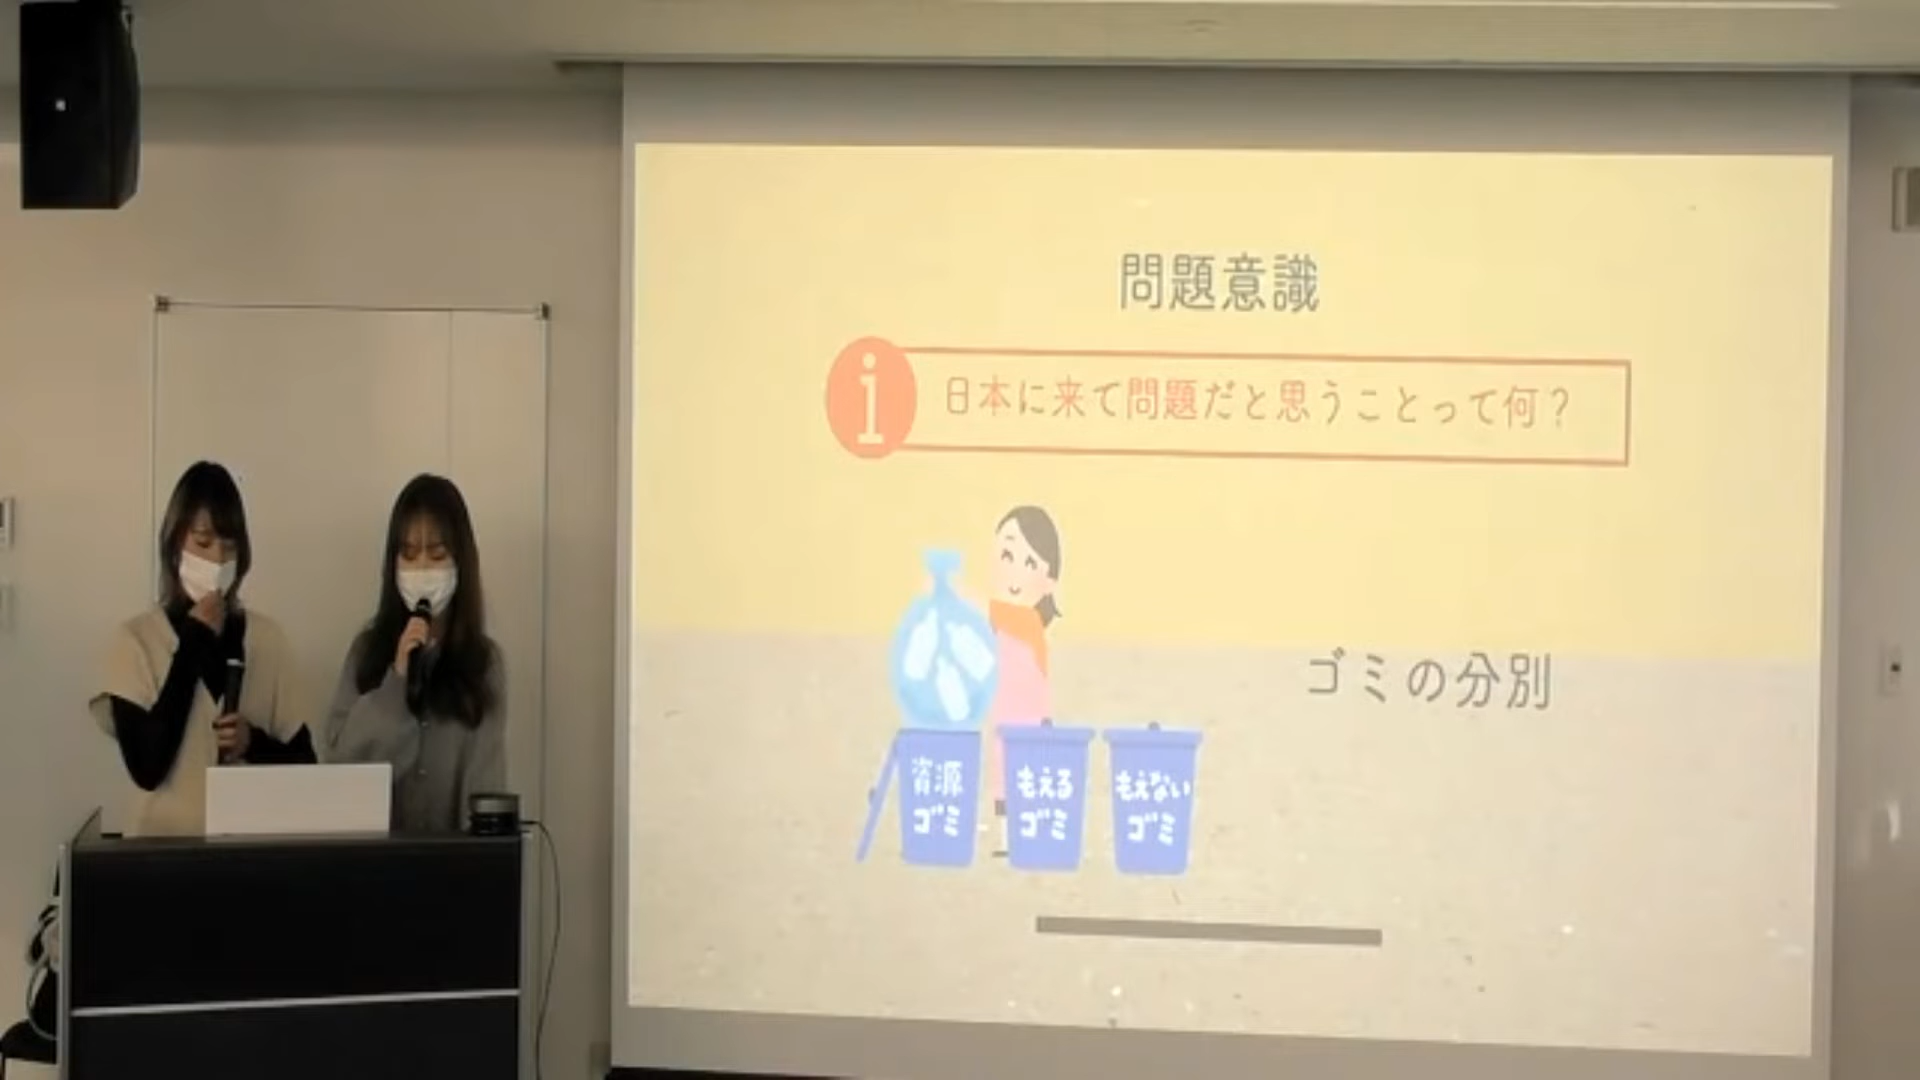 問題意識
i
日本に来て問題だと思うことって何？
ゴミの分別
資源
ゴミ
もえる
ゴミ
もえない
ゴミ